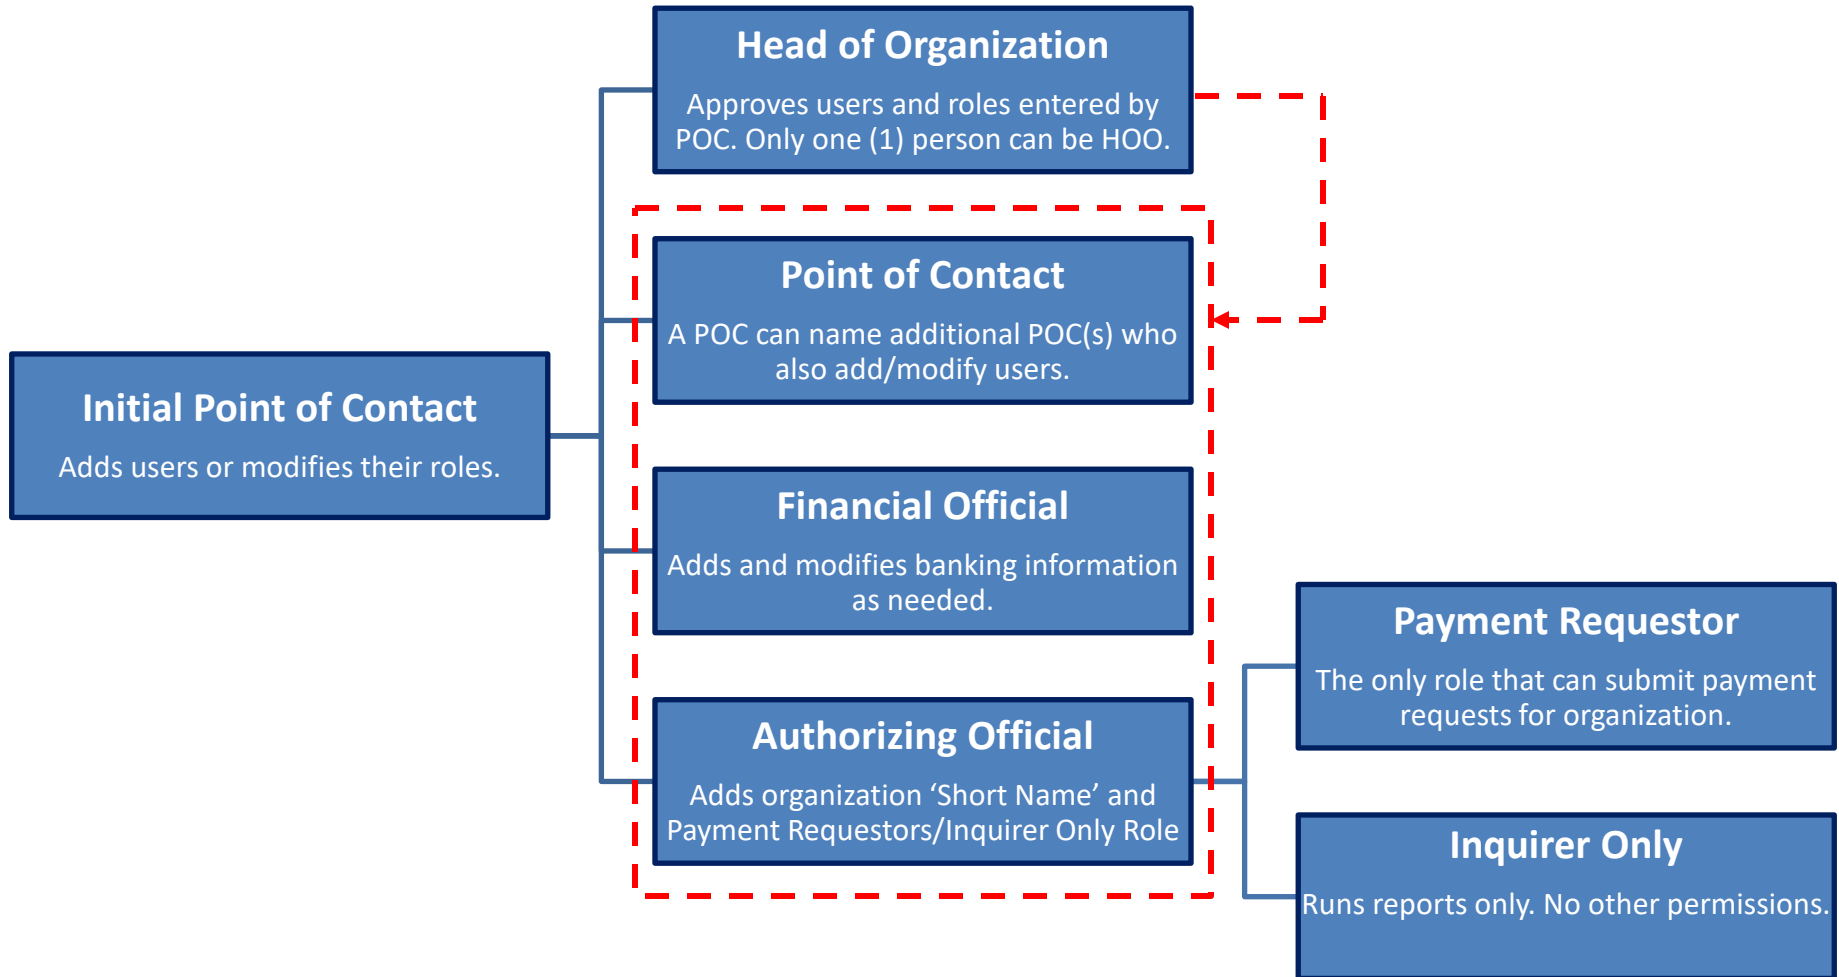 Head of Organization
Approves users and roles entered by
POC. Only one (1) person can be HOO.
Point of Contact
A POC can name additional POC(s) who
also add/modify users.
Initial Point of Contact
Adds users or modifies their roles.
Financial Official
Adds and modifies banking information
as needed.
Authorizing Official
Adds organization ‘Short Name’ and
Payment Requestors/Inquirer Only Role
Payment Requestor
The only role that can submit payment
requests for organization.
Inquirer Only
Runs reports only. No other permissions.